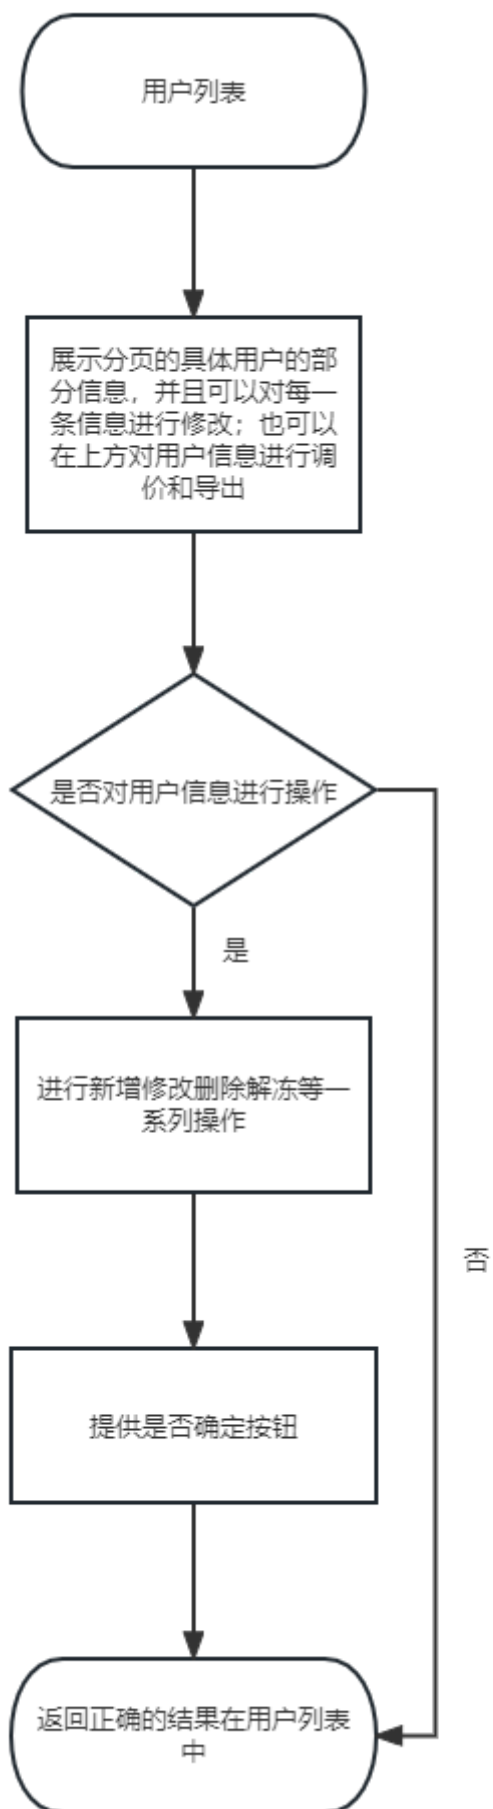 用户列表
展示分页的具体用户的部
分信息，并且可以对每一
条信息进行修改；也可以
在上方对用户信息进行调
价和导出
是否对用户信息进行操作
是
进行新增修改删除解冻等一
系列操作
否
提供是否确定按钮
返回正确的结果在用户列表
中